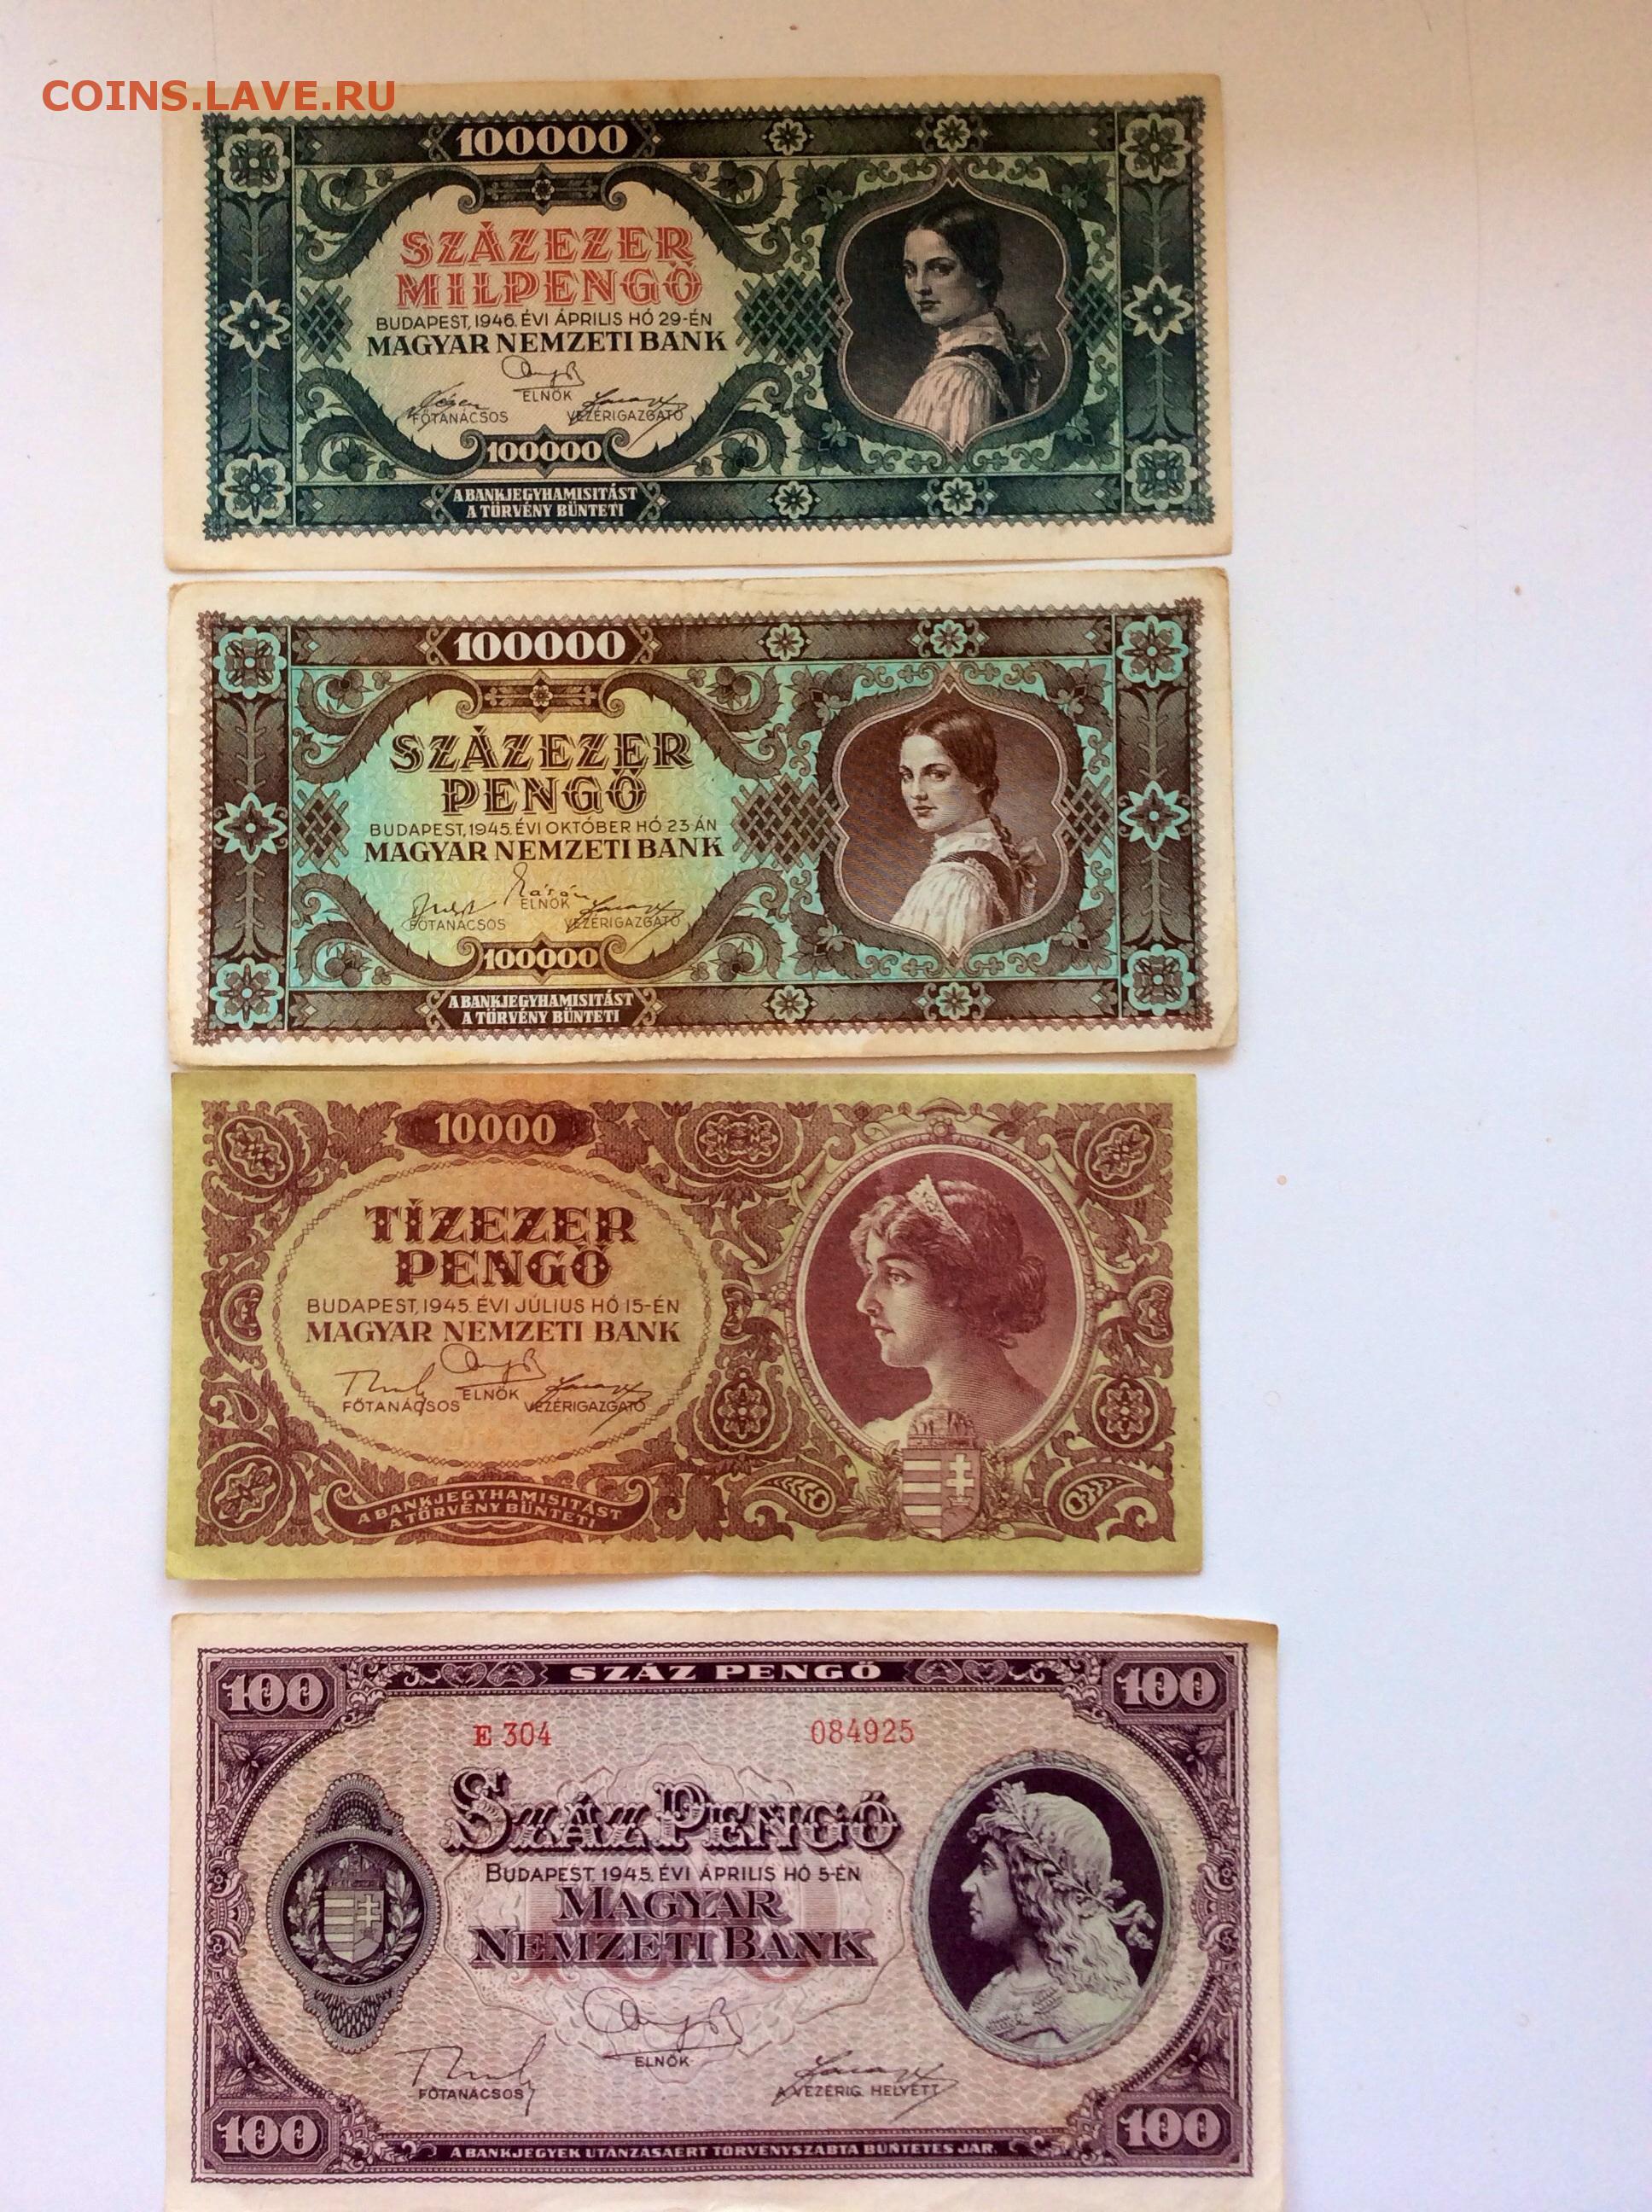 COINS.LAVE.RU
100000
SZÁZEZER
MILPENGŐ
BUDAPEST, 1946. ÉVI ÁPRILIS HÓ 29-ÉN
MAGYAR NEMZETI BANK
ELNÖK
FŐTANÁCSOS VEZÉRIGAZGATÓ
100000
A BANKJEGYHAMISITÁST
A TÖRVÉNY BÜNTETI
100000
SZÁZEZER
PENGŐ
BUDAPEST, 1945. ÉVI OKTÓBER HÓ 23-ÁN
MAGYAR NEMZETI BANK
ELNÖK
FŐTANÁCSOS VEZÉRIGAZGATÓ
100000
A BANKJEGYHAMISITÁST
A TÖRVÉNY BÜNTETI
10000
TÍZEZER
PENGŐ
BUDAPEST, 1945. ÉVI JÚLIUS HÓ 15-ÉN
MAGYAR NEMZETI BANK
ELNÖK
FŐTANÁCSOS VEZÉRIGAZGATÓ
A BANKJEGYHAMISITÁST
A TÖRVÉNY BÜNTETI
100 SZÁZ PENGŐ 100
E 304 084925
SZÁZ PENGŐ
BUDAPEST, 1945. ÉVI ÁPRILIS HÓ 5-ÉN
MAGYAR
NEMZETI BANK
ELNÖK
FŐTANÁCSOS A VEZÉRIG. HELYETT
100 100
A BANKJEGYEK UTÁNZÁSAÉRT TÖRVÉNYSZABTA BÜNTETÉS JÁR.